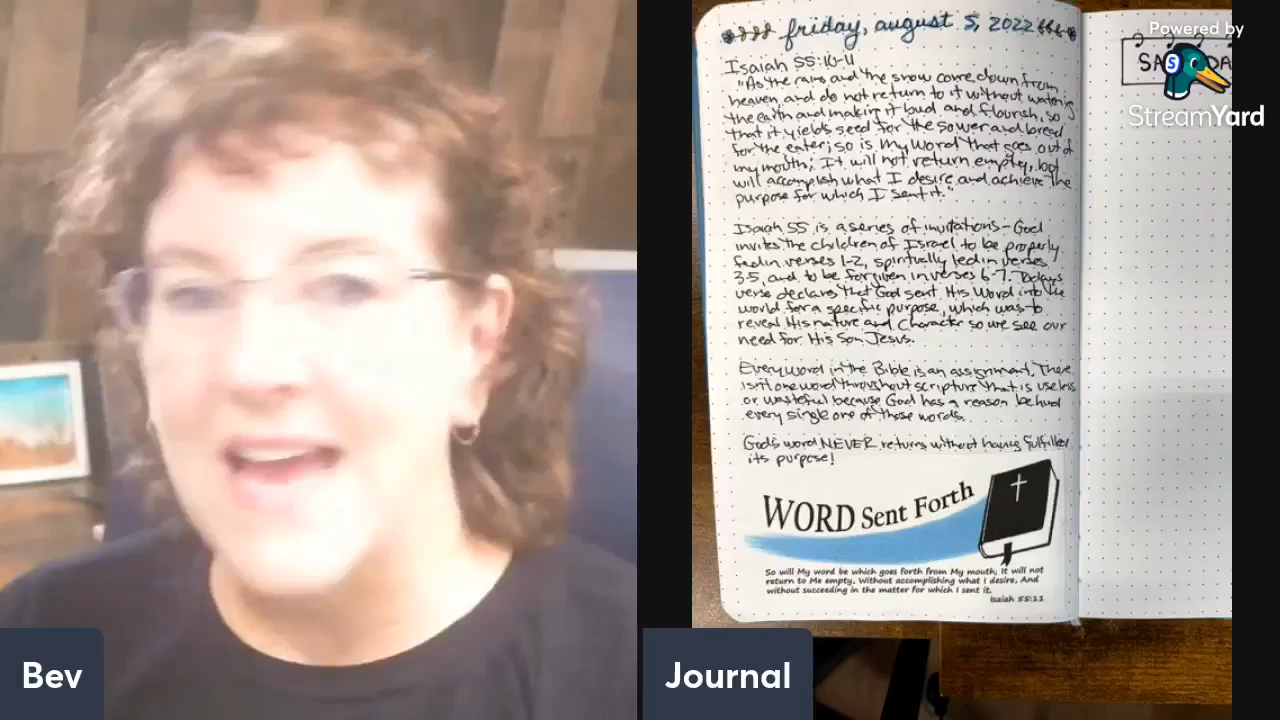 friday, august 5, 2022
Isaiah 55:10-11
"As the rain and the snow come down from
heaven and do not return to it without watering
the earth and making it bud and flourish, so
that it yields seed for the sower and bread
for the eater; so is my word that goes out of
my mouth; It will not return empty, but
will accomplish what I desire and achieve the
purpose for which I sent it."
Isaiah 55 is a series of invitations - God
invites the children of Israel to be properly
fed in verses 1-2, spiritually led in verses
3-5, and to be forgiven in verses 6-7. Today's
verse declares that God sent His Word into the
world for a specific purpose, which was to
reveal His nature and character so we see our
need for His Son Jesus.
Every word in the Bible is an assignment. There
isn't one word throughout scripture that is useless
or wasteful because God has a reason behind
every single one of those words.
God's word NEVER returns without having fulfilled
its purpose!
WORD Sent Forth
So will My word be which goes forth from My mouth; It will not
return to Me empty, Without accomplishing what I desire, And
without succeeding in the matter for which I sent it.
Isaiah 55:11
Powered by
StreamYard
Bev
Journal